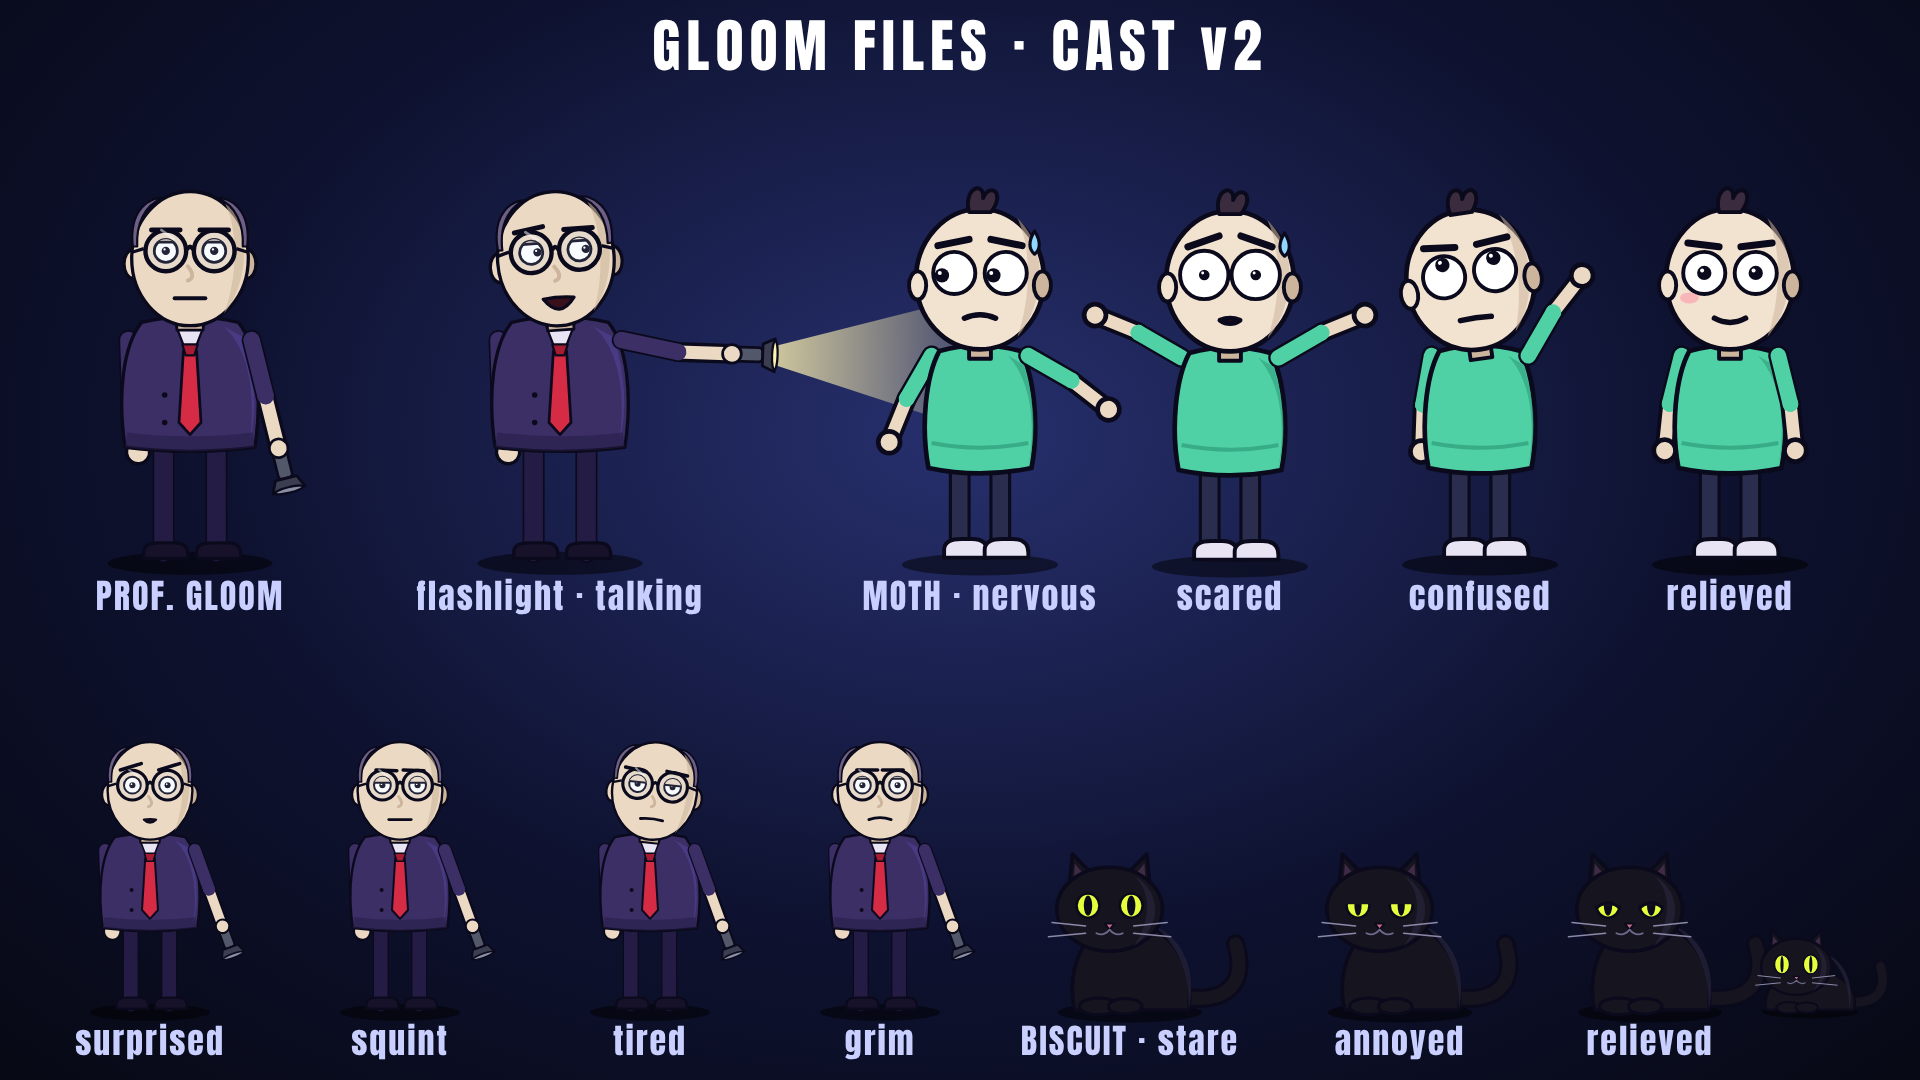 GLOOM FILES · CAST v2
PROF. GLOOM
flashlight · talking
MOTH · nervous
scared
confused
relieved
surprised
squint
tired
grim
BISCUIT · stare
annoyed
relieved